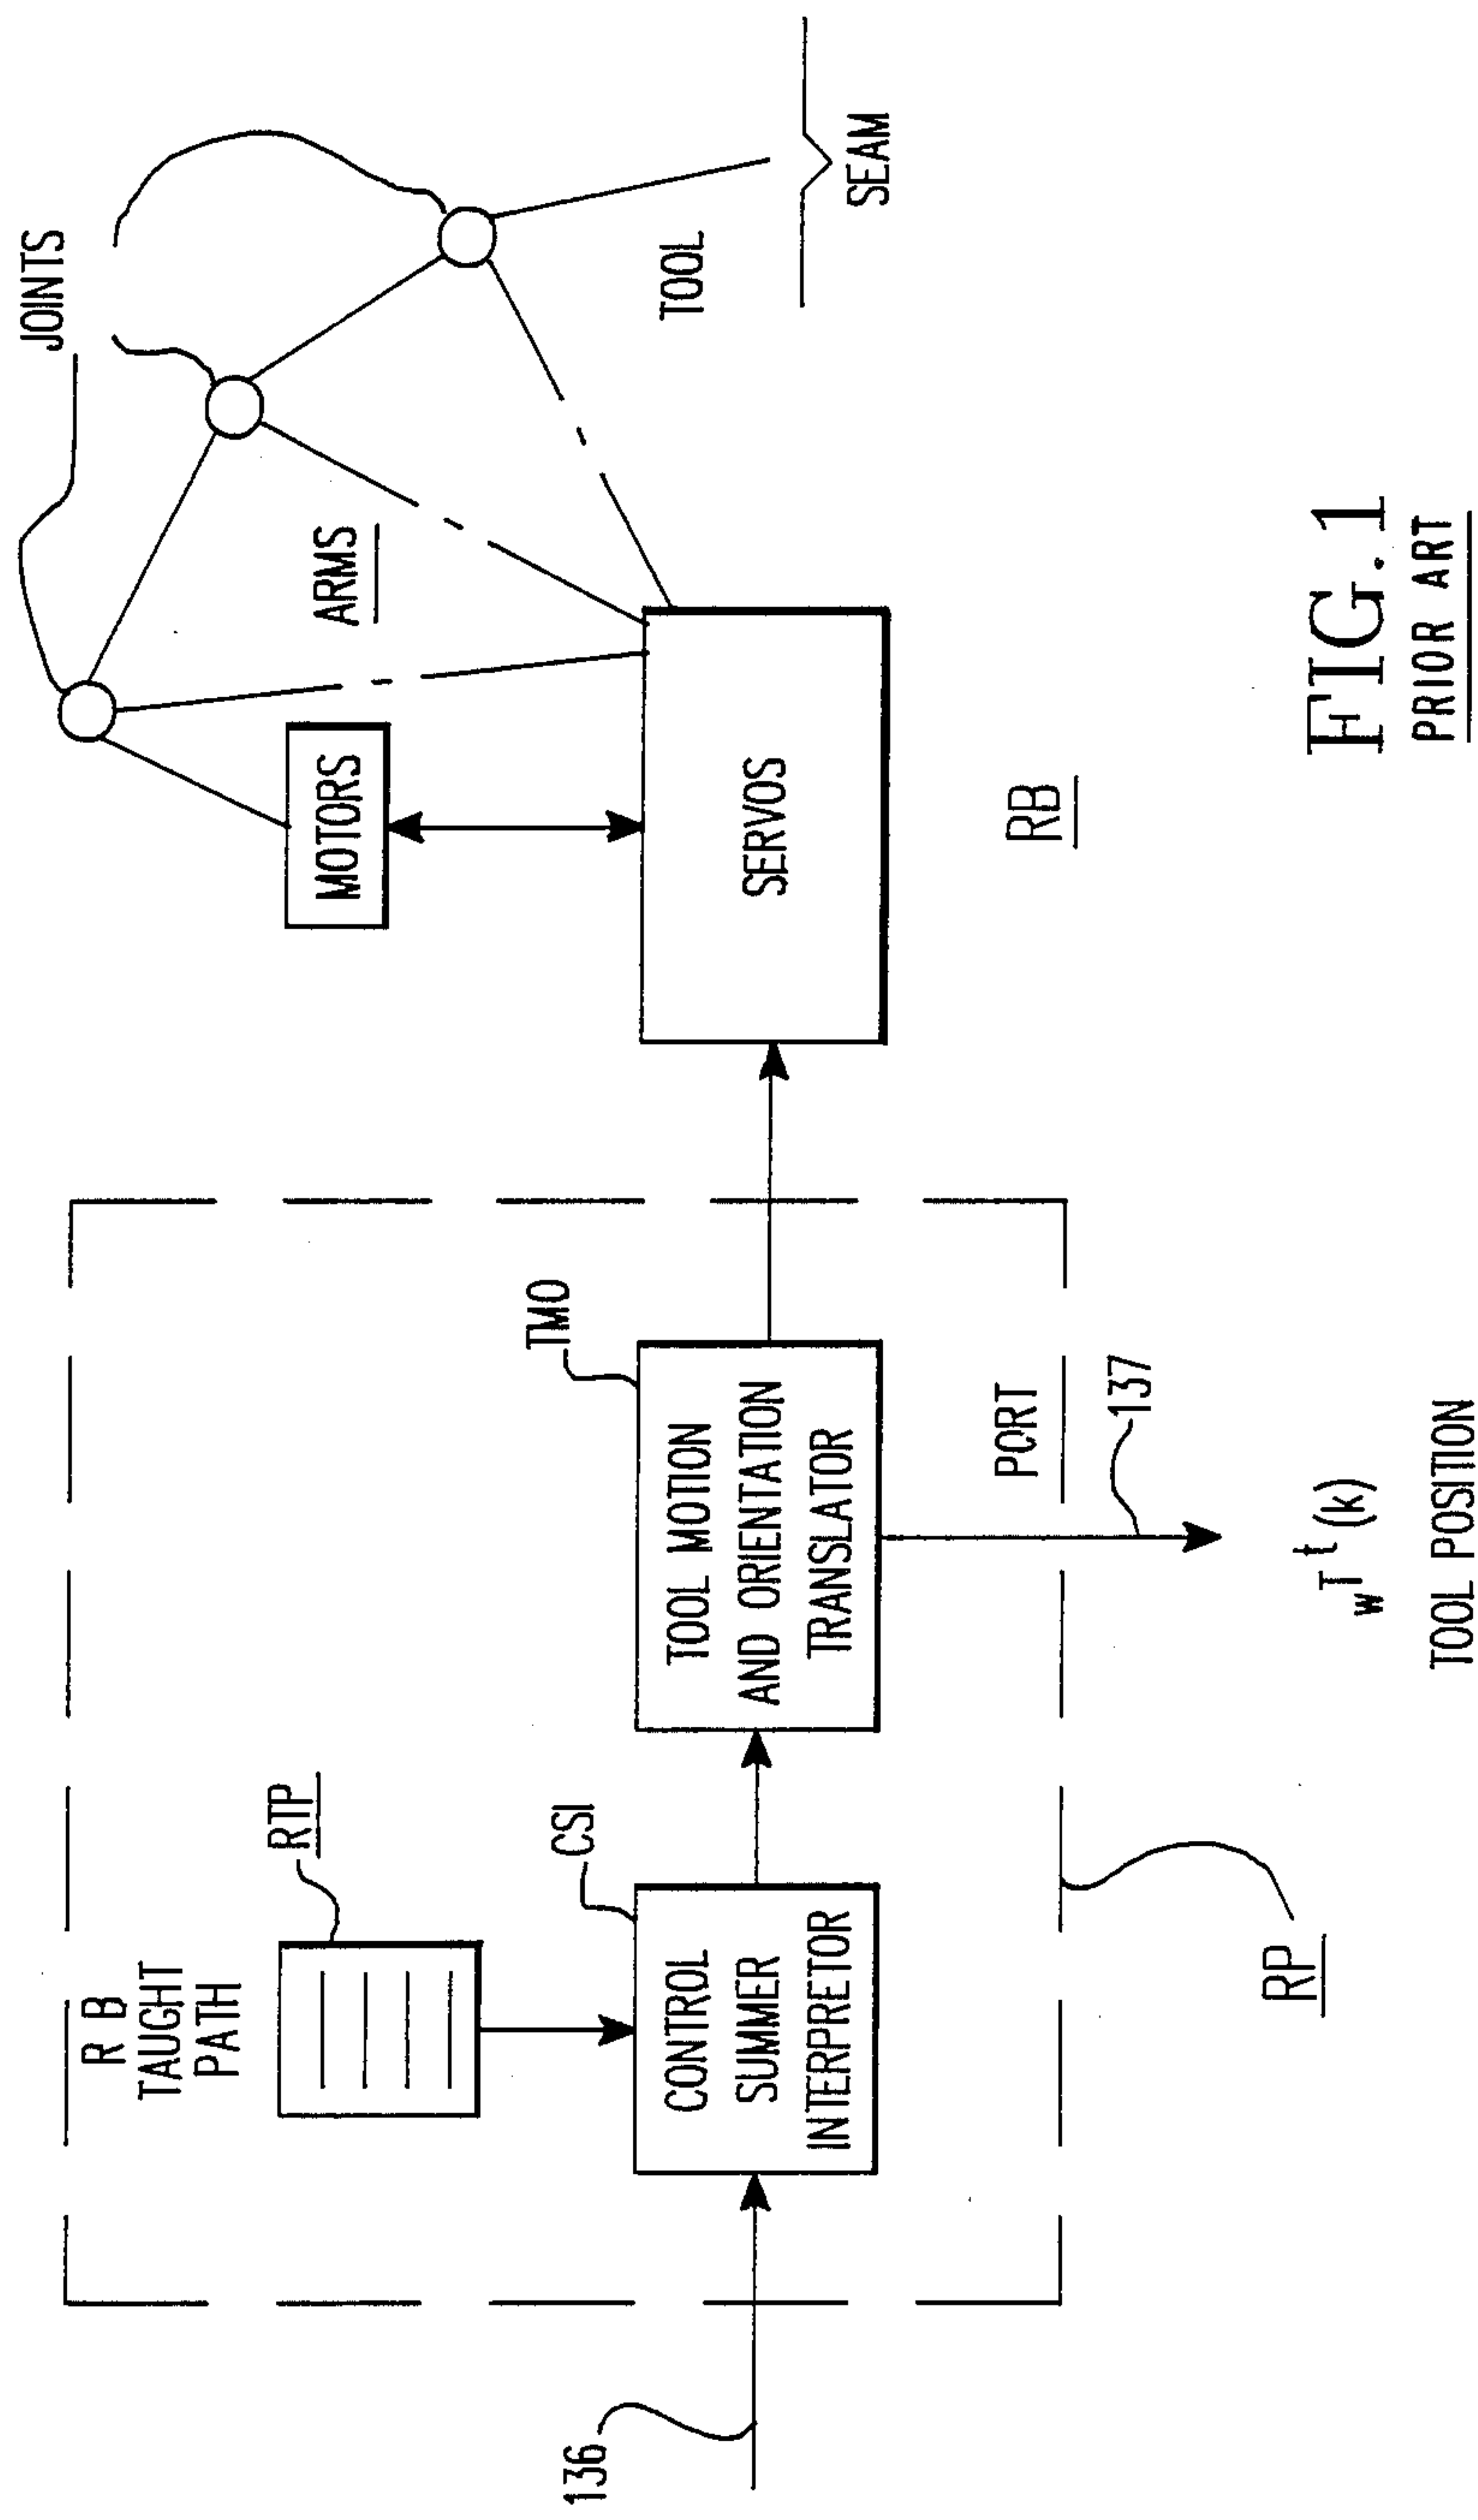 JOINTS
R B
TAUGHT
PATH
RTP
MOTORS
ARMS
136
CSI
TMO
CONTROL
SUMMER
INTERPRETOR
TOOL MOTION
AND ORIENTATION
TRANSLATOR
SERVOS
TOOL
SEAM
PORT
137
RP
RB
wTt(k)
TOOL POSITION
FIG. 1
PRIOR ART